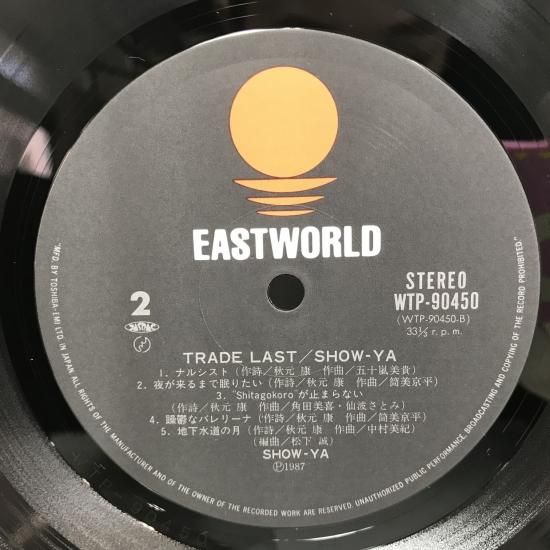 EASTWORLD
2
STEREO
WTP-90450
(WTP-90450-B)
33⅓ r. p. m.
TRADE LAST／SHOW-YA
1. ナルシスト (作詩／秋元 康 作曲／五十嵐美貴)
2. 夜が来るまで眠りたい (作詩／秋元 康 作曲／筒美京平)
3. “Shitagokoro”が止まらない
(作詩／秋元 康 作曲／角田美喜・仙波さとみ)
4. 躁鬱なバレリーナ (作詩／秋元 康 作曲／筒美京平)
5. 地下水道の月 (作詩／秋元 康 作曲／中村美紀)
(編曲／松下 誠)
SHOW-YA
Ⓟ1987
"MFD. BY TOSHIBA-EMI LTD. IN JAPAN ALL RIGHTS OF THE MANUFACTURER AND OF THE OWNER OF THE RECORDED WORK ARE RESERVED. UNAUTHORIZED PUBLIC PERFORMANCE, BROADCASTING AND COPYING OF THE RECORD PROHIBITED."
WTP-90450